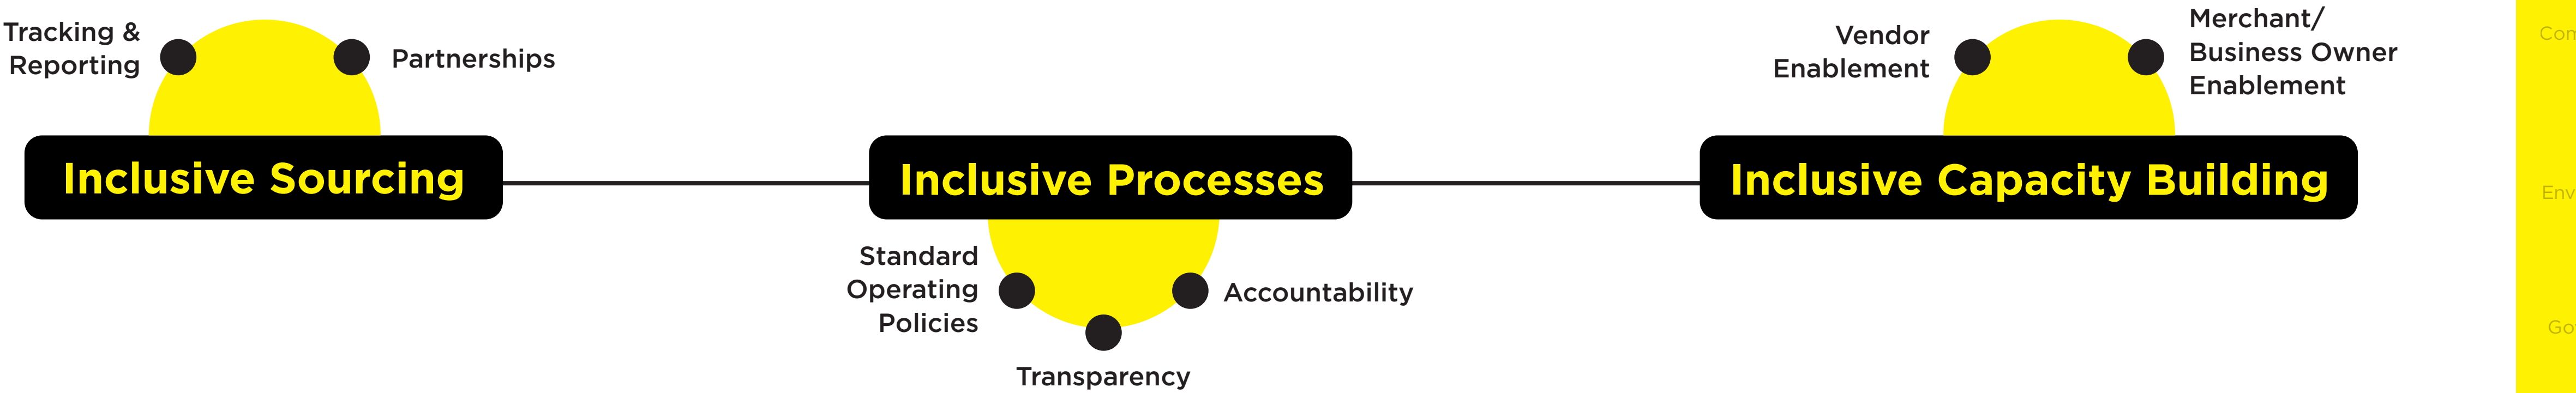 Tracking &
Reporting
Partnerships
Inclusive Sourcing
Inclusive Processes
Standard
Operating
Policies
Transparency
Accountability
Vendor
Enablement
Merchant/
Business Owner
Enablement
Inclusive Capacity Building